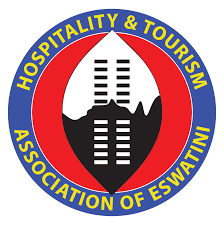 HOSPITALITY & TOURISM
ASSOCIATION OF ESWATINI